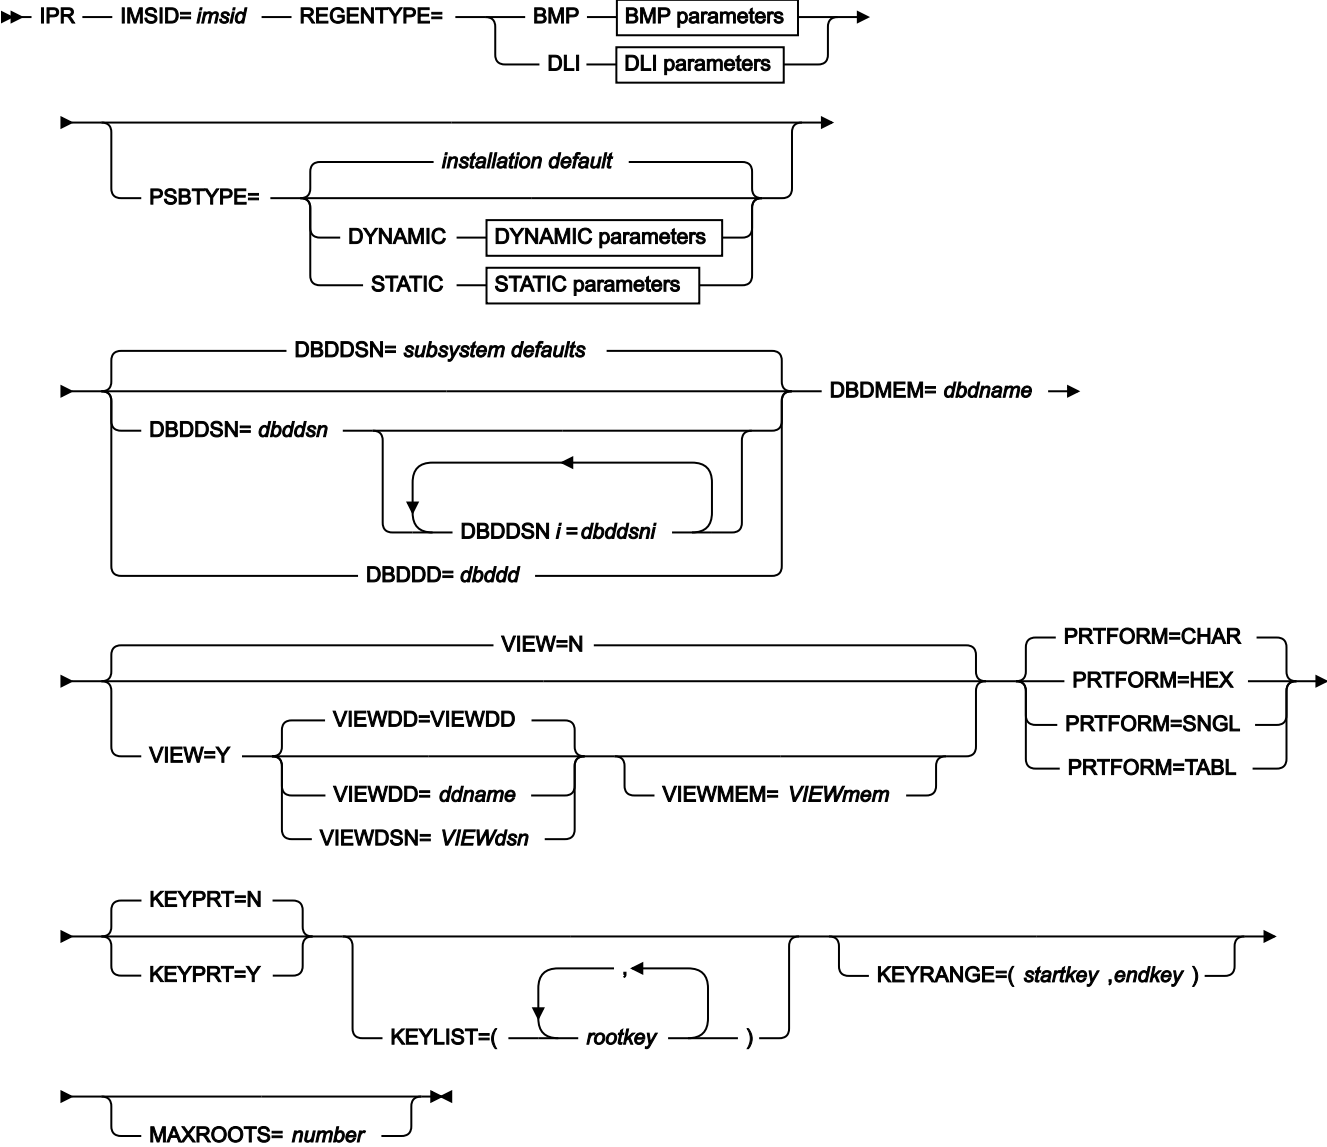 IPR IMSID= imsid REGENTYPE= BMP BMP parameters
DLI DLI parameters
installation default
PSBTYPE=
DYNAMIC DYNAMIC parameters
STATIC STATIC parameters
DBDDSN= subsystem defaults
DBDMEM= dbdname
DBDDSN= dbddsn
DBDDSN i =dbddsni
DBDDD= dbddd
PRTFORM=CHAR
VIEW=N
PRTFORM=HEX
VIEWDD=VIEWDD PRTFORM=SNGL
VIEW=Y
PRTFORM=TABL
VIEWDD= ddname VIEWMEM= VIEWmem
VIEWDSN= VIEWdsn
KEYPRT=N
KEYPRT=Y , KEYRANGE=( startkey ,endkey )
KEYLIST=( rootkey )
MAXROOTS= number